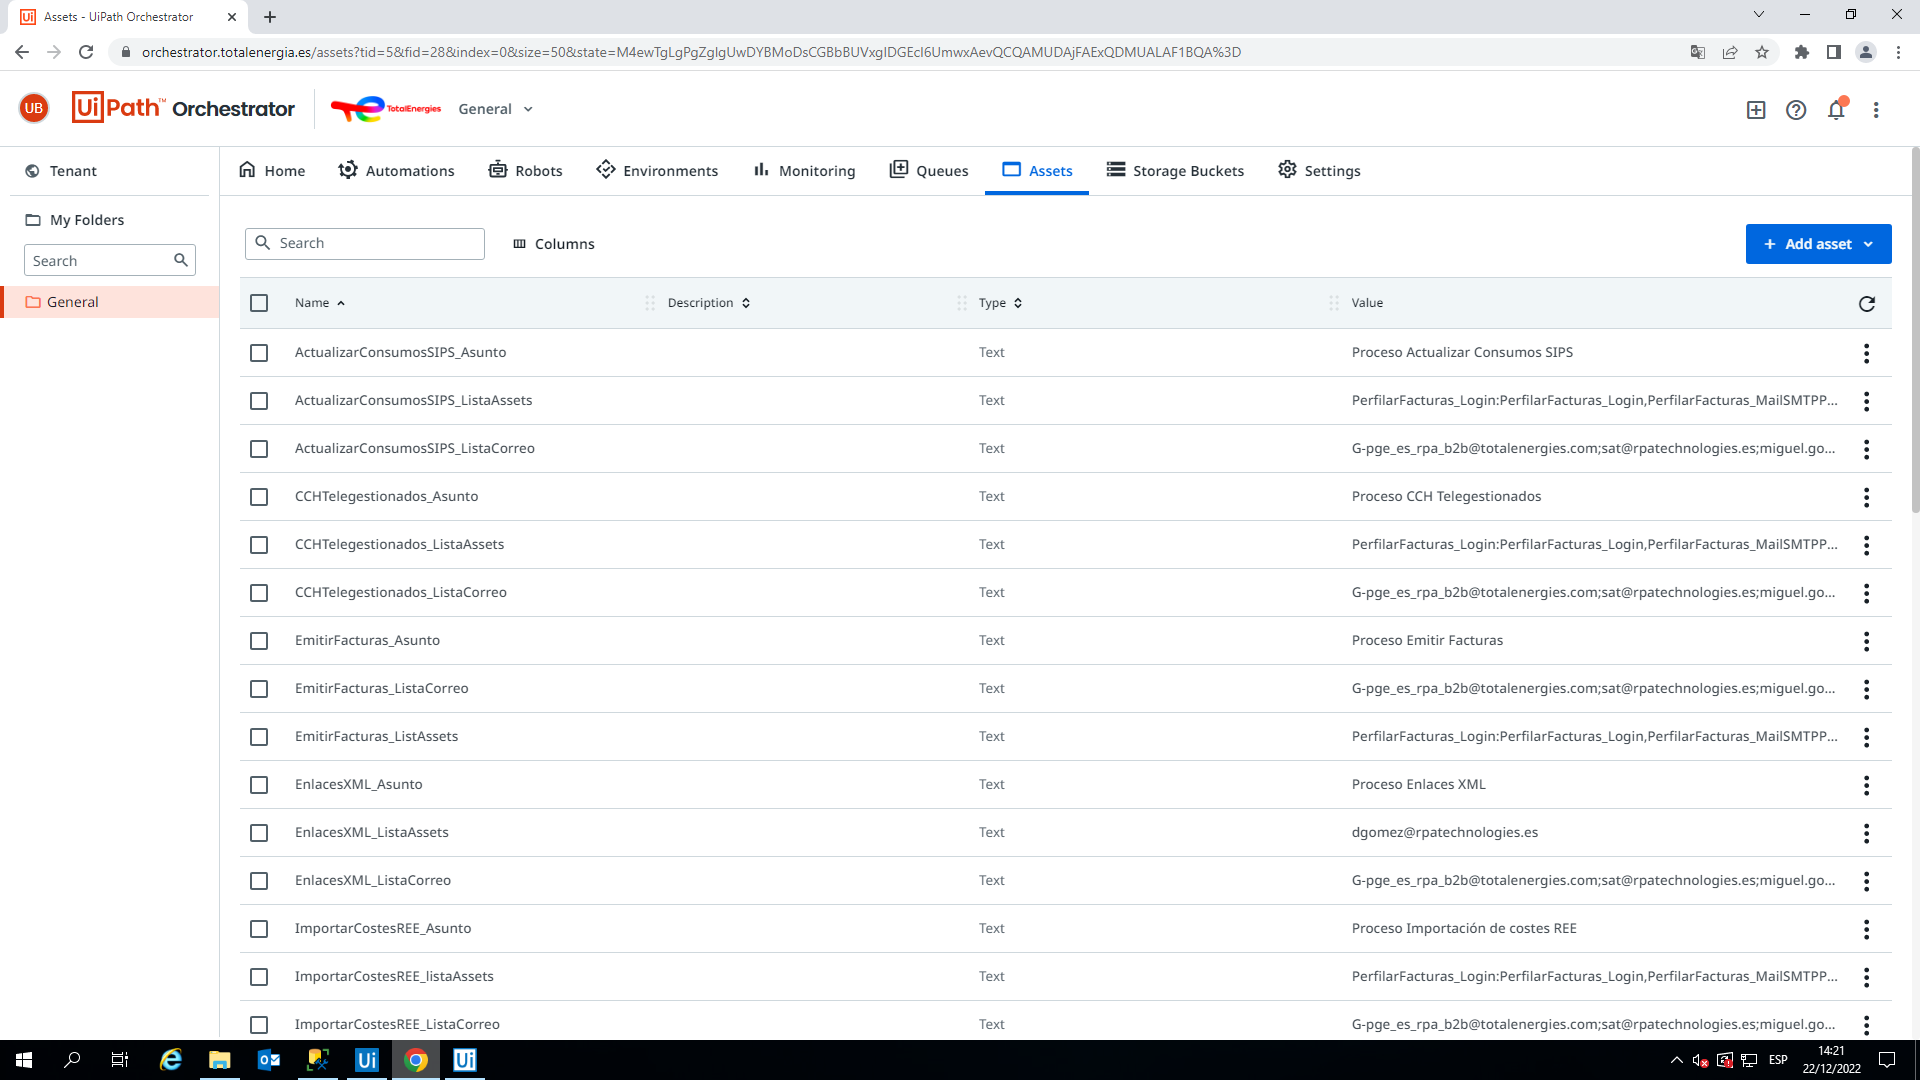 Assets - UiPath Orchestrator
orchestrator.totalenergia.es/assets?tid=5&fid=28&index=0&size=50&state=M4ewTgLgPgZglgUwDYBMoDsCGBbBUVxgIDGEcI6UmwxAevQCQAMUDAjFAExQDMUALAF1BQA%3D
UB UiPath™ Orchestrator TotalEnergies General
Tenant Home Automations Robots Environments Monitoring Queues Assets Storage Buckets Settings
My Folders
Search
General
Search Columns + Add asset
Name Description Type Value
ActualizarConsumosSIPS_Asunto Text Proceso Actualizar Consumos SIPS
ActualizarConsumosSIPS_ListaAssets Text PerfilarFacturas_Login:PerfilarFacturas_Login,PerfilarFacturas_MailSMTPP...
ActualizarConsumosSIPS_ListaCorreo Text G-pge_es_rpa_b2b@totalenergies.com;sat@rpatechnologies.es;miguel.go...
CCHTelegestionados_Asunto Text Proceso CCH Telegestionados
CCHTelegestionados_ListaAssets Text PerfilarFacturas_Login:PerfilarFacturas_Login,PerfilarFacturas_MailSMTPP...
CCHTelegestionados_ListaCorreo Text G-pge_es_rpa_b2b@totalenergies.com;sat@rpatechnologies.es;miguel.go...
EmitirFacturas_Asunto Text Proceso Emitir Facturas
EmitirFacturas_ListaCorreo Text G-pge_es_rpa_b2b@totalenergies.com;sat@rpatechnologies.es;miguel.go...
EmitirFacturas_ListAssets Text PerfilarFacturas_Login:PerfilarFacturas_Login,PerfilarFacturas_MailSMTPP...
EnlacesXML_Asunto Text Proceso Enlaces XML
EnlacesXML_ListaAssets Text dgomez@rpatechnologies.es
EnlacesXML_ListaCorreo Text G-pge_es_rpa_b2b@totalenergies.com;sat@rpatechnologies.es;miguel.go...
ImportarCostesREE_Asunto Text Proceso Importación de costes REE
ImportarCostesREE_listaAssets Text PerfilarFacturas_Login:PerfilarFacturas_Login,PerfilarFacturas_MailSMTPP...
ImportarCostesREE_ListaCorreo Text G-pge_es_rpa_b2b@totalenergies.com;sat@rpatechnologies.es;miguel.go...
Ui Ui ESP 14:21
22/12/2022